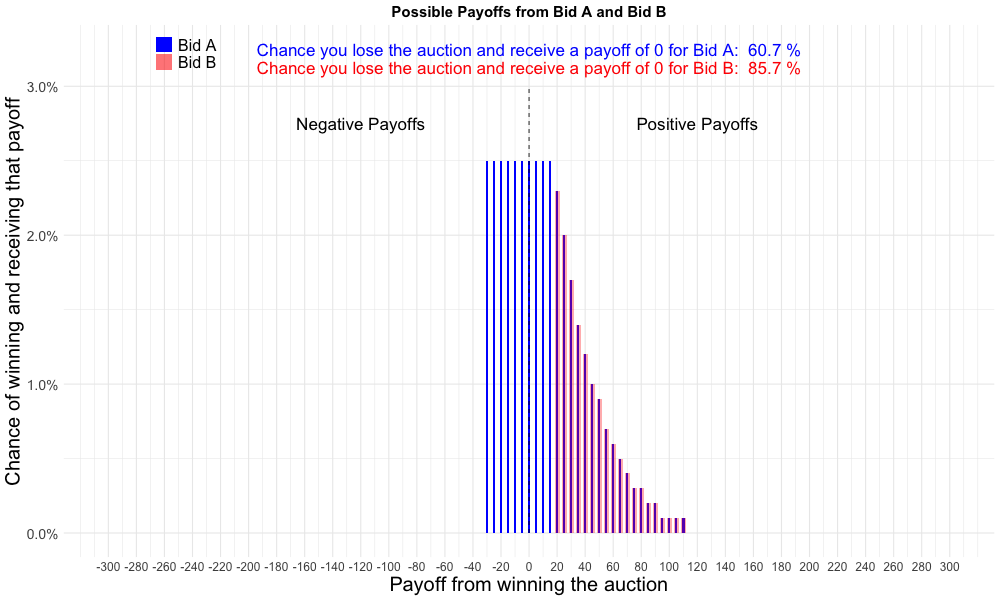 Possible Payoffs from Bid A and Bid B
Bid A
Bid B
Chance you lose the auction and receive a payoff of 0 for Bid A:  60.7 %
Chance you lose the auction and receive a payoff of 0 for Bid B:  85.7 %
Negative Payoffs
Positive Payoffs
Chance of winning and receiving that payoff
3.0%
2.0%
1.0%
0.0%
-300 -280 -260 -240 -220 -200 -180 -160 -140 -120 -100 -80 -60 -40 -20 0 20 40 60 80 100 120 140 160 180 200 220 240 260 280 300
Payoff from winning the auction